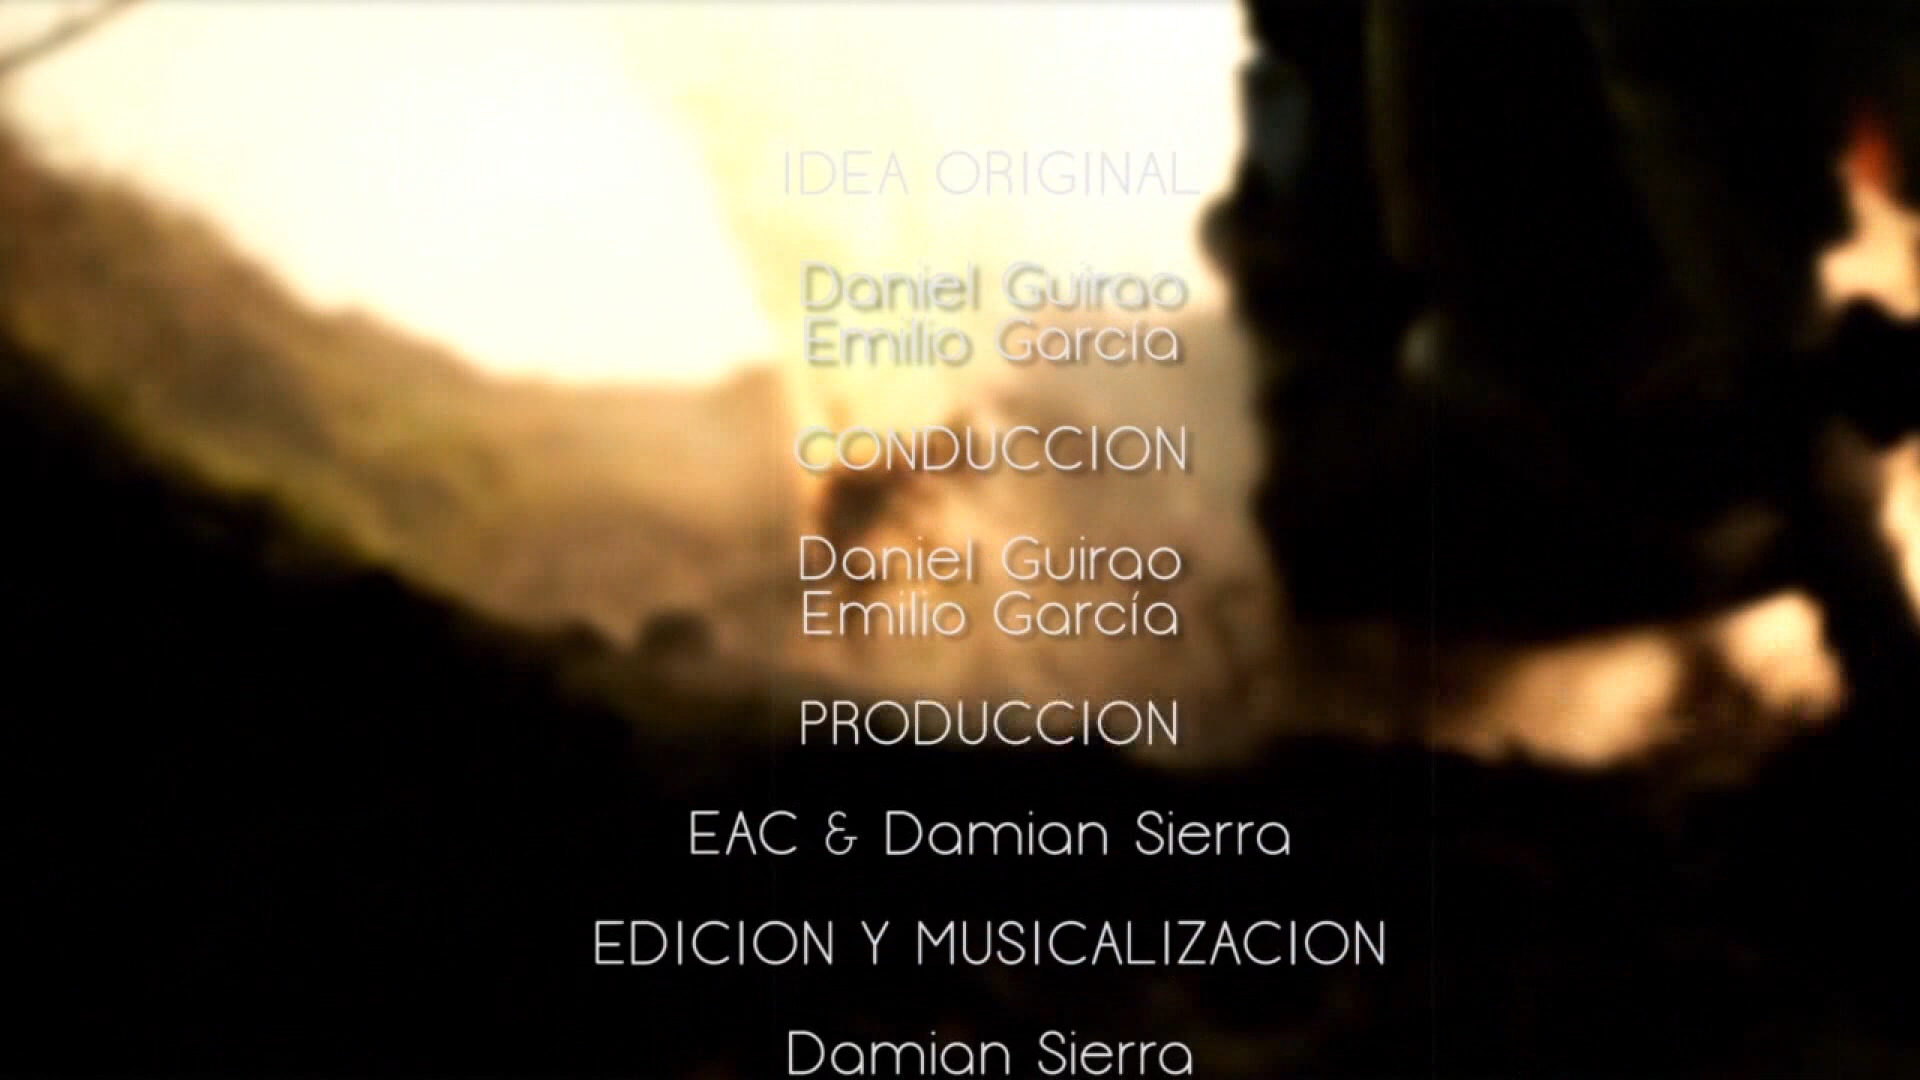 IDEA ORIGINAL
Daniel Guirao
Emilio García
CONDUCCION
Daniel Guirao
Emilio García
PRODUCCION
EAC & Damian Sierra
EDICION Y MUSICALIZACION
Damian Sierra